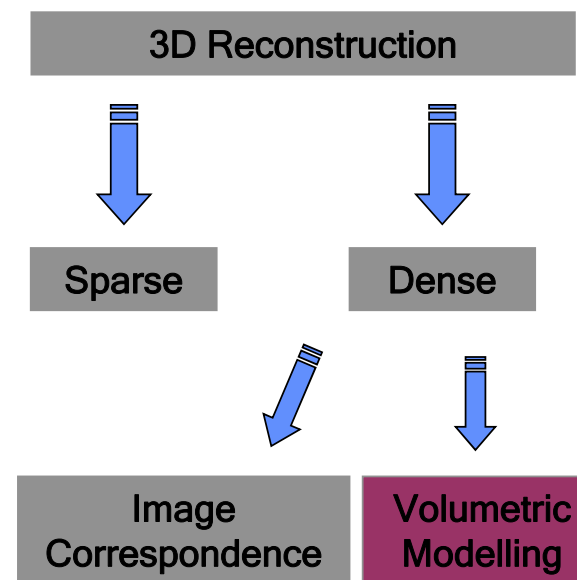 3D Reconstruction
Sparse
Dense
Image
Correspondence
Volumetric
Modelling